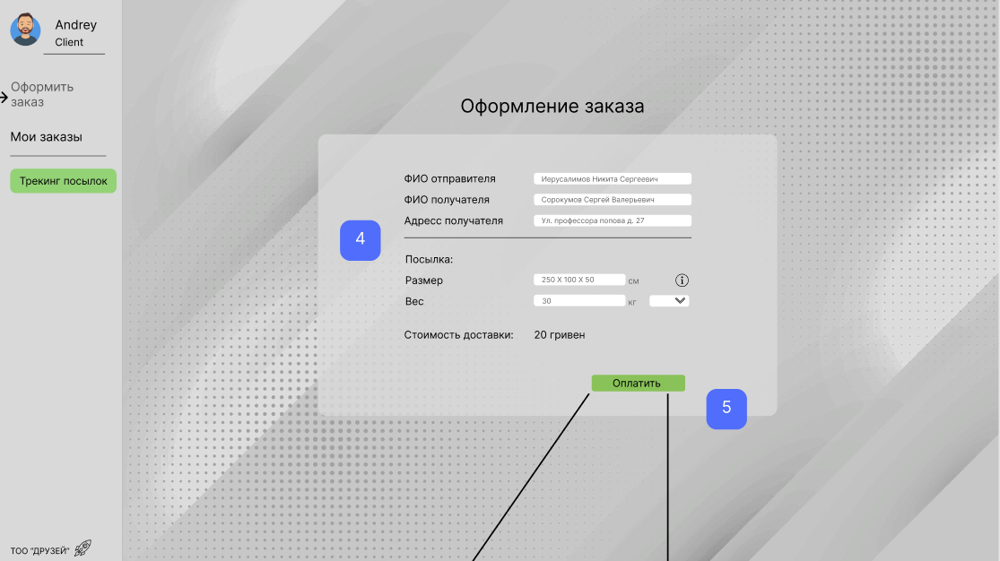 Andrey
Client
Оформить
заказ
Мои заказы
Трекинг посылок
ТОО "ДРУЗЕЙ"
Оформление заказа
ФИО отправителя Иерусалимов Никита Сергеевич
ФИО получателя Сорокумов Сергей Валерьевич
Адресс получателя Ул. профессора попова д. 27
4
Посылка:
Размер 250 X 100 X 50 см i
Вес 30 кг
Стоимость доставки: 20 гривен
Оплатить
5